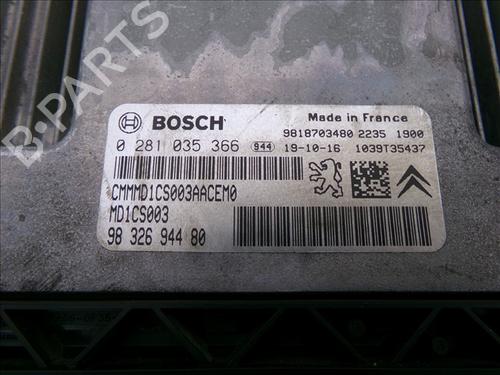 BOSCH
Made in France
9818703480 2235 1900
0 281 035 366 944 19-10-16 1039T35437
CMMMD1CS003AACEM0
MD1CS003
98 326 944 80
B-PARTS